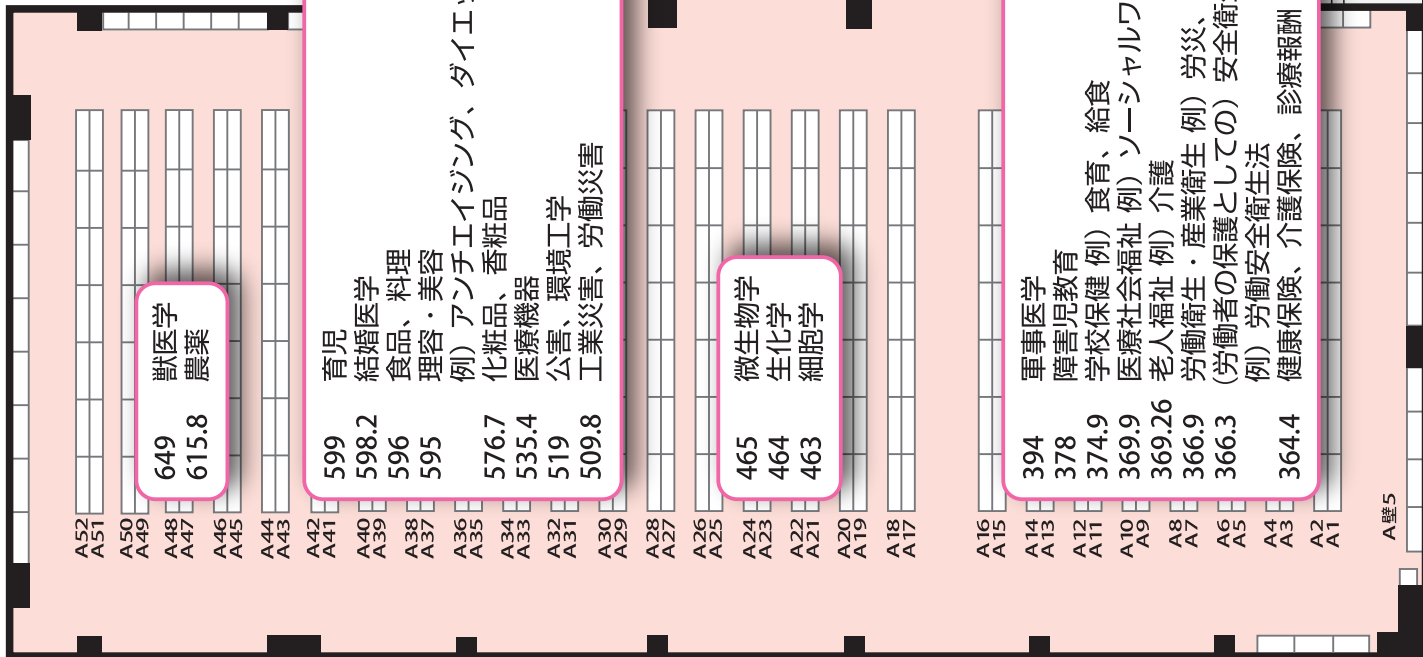 649 獣医学
615.8 農薬
599 育児
598.2 結婚医学
596 食品、料理
595 理容・美容
例）アンチエイジング、ダイエッ
576.7 化粧品、香粧品
535.4 医療機器
519 公害、環境工学
509.8 工業災害、労働災害
465 微生物学
464 生化学
463 細胞学
394 軍事医学
378 障害児教育
374.9 学校保健 例）食育、給食
369.9 医療社会福祉 例）ソーシャルワ
369.26 老人福祉 例）介護
366.9 労働衛生・産業衛生 例）労災、
366.3 （労働者の保護としての）安全衛
例）労働安全衛生法
364.4 健康保険、介護保険、診療報酬
A52
A51
A50
A49
A48
A47
A46
A45
A44
A43
A42
A41
A40
A39
A38
A37
A36
A35
A34
A33
A32
A31
A30
A29
A28
A27
A26
A25
A24
A23
A22
A21
A20
A19
A18
A17
A16
A15
A14
A13
A12
A11
A10
A9
A8
A7
A6
A5
A4
A3
A2
A1
A壁5